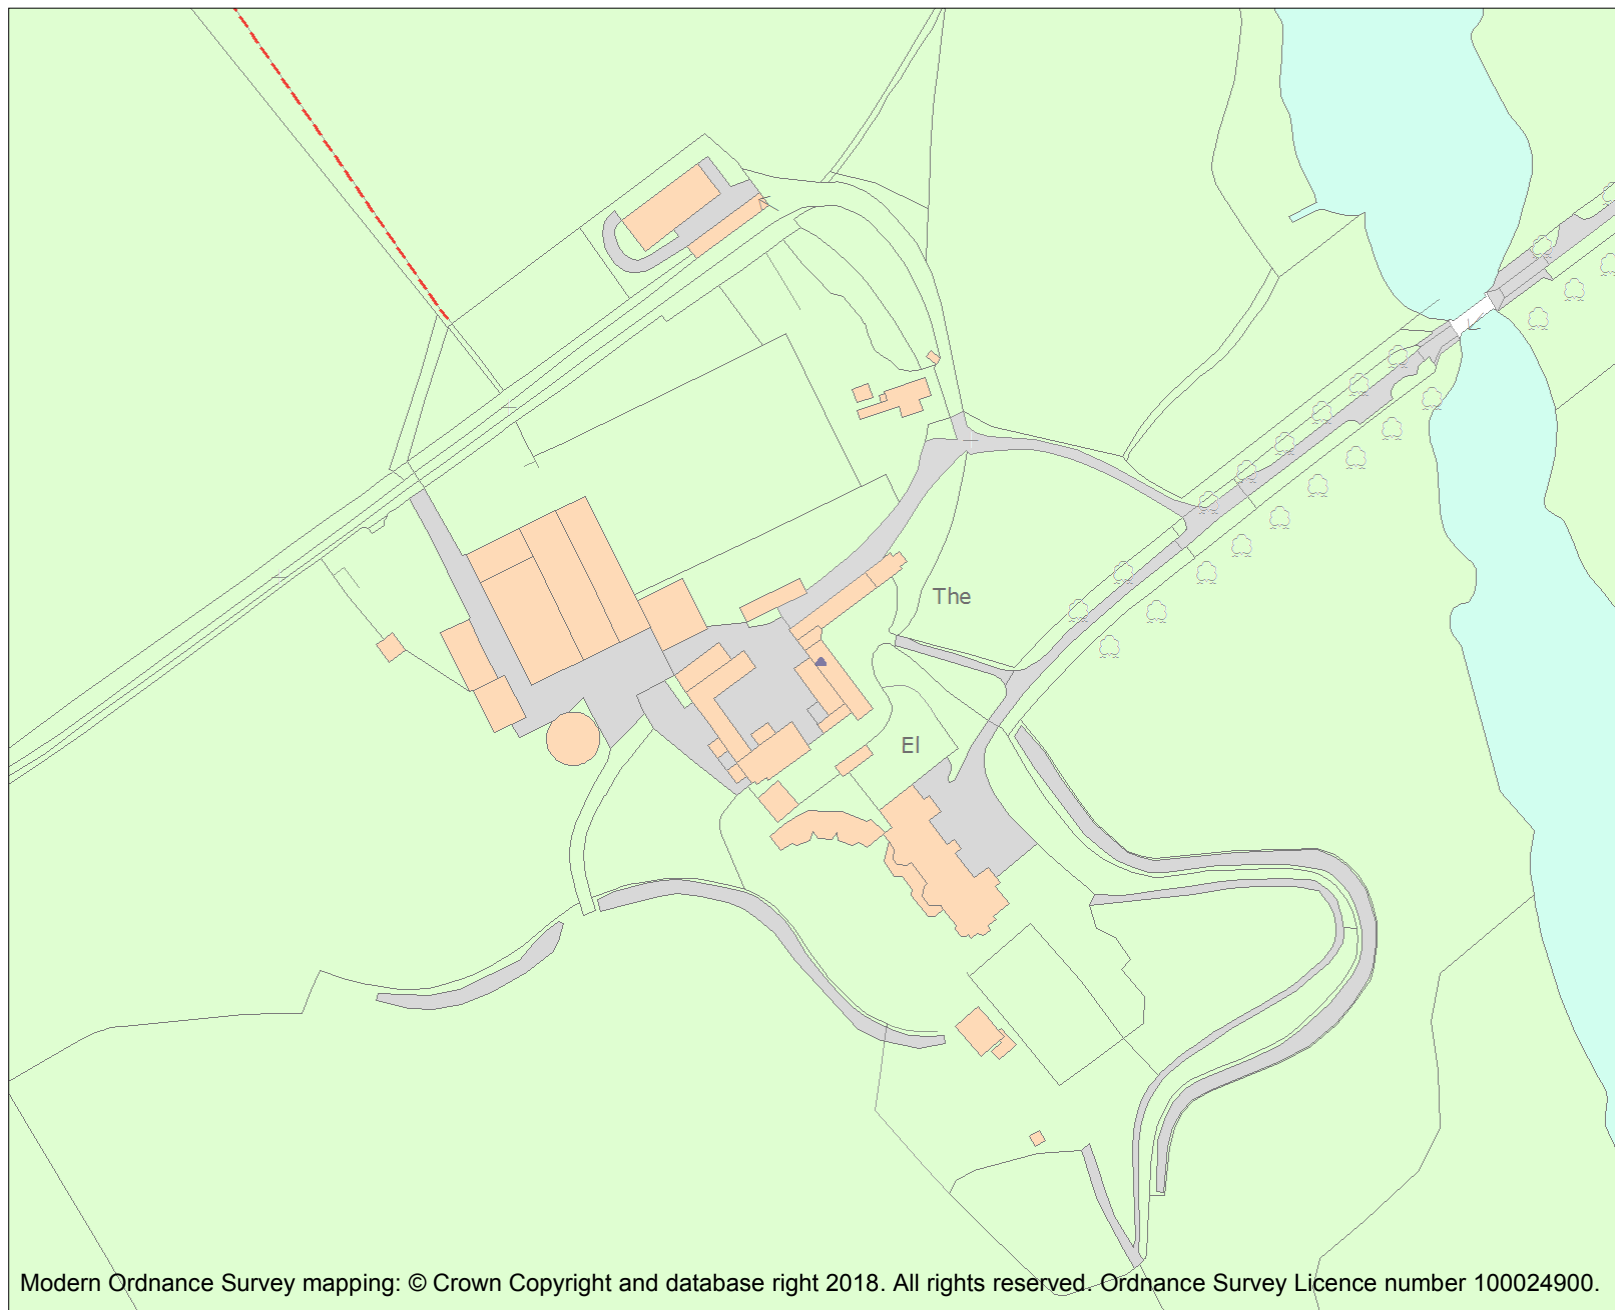 The
El
Modern Ordnance Survey mapping: © Crown Copyright and database right 2018. All rights reserved. Ordnance Survey Licence number 100024900.